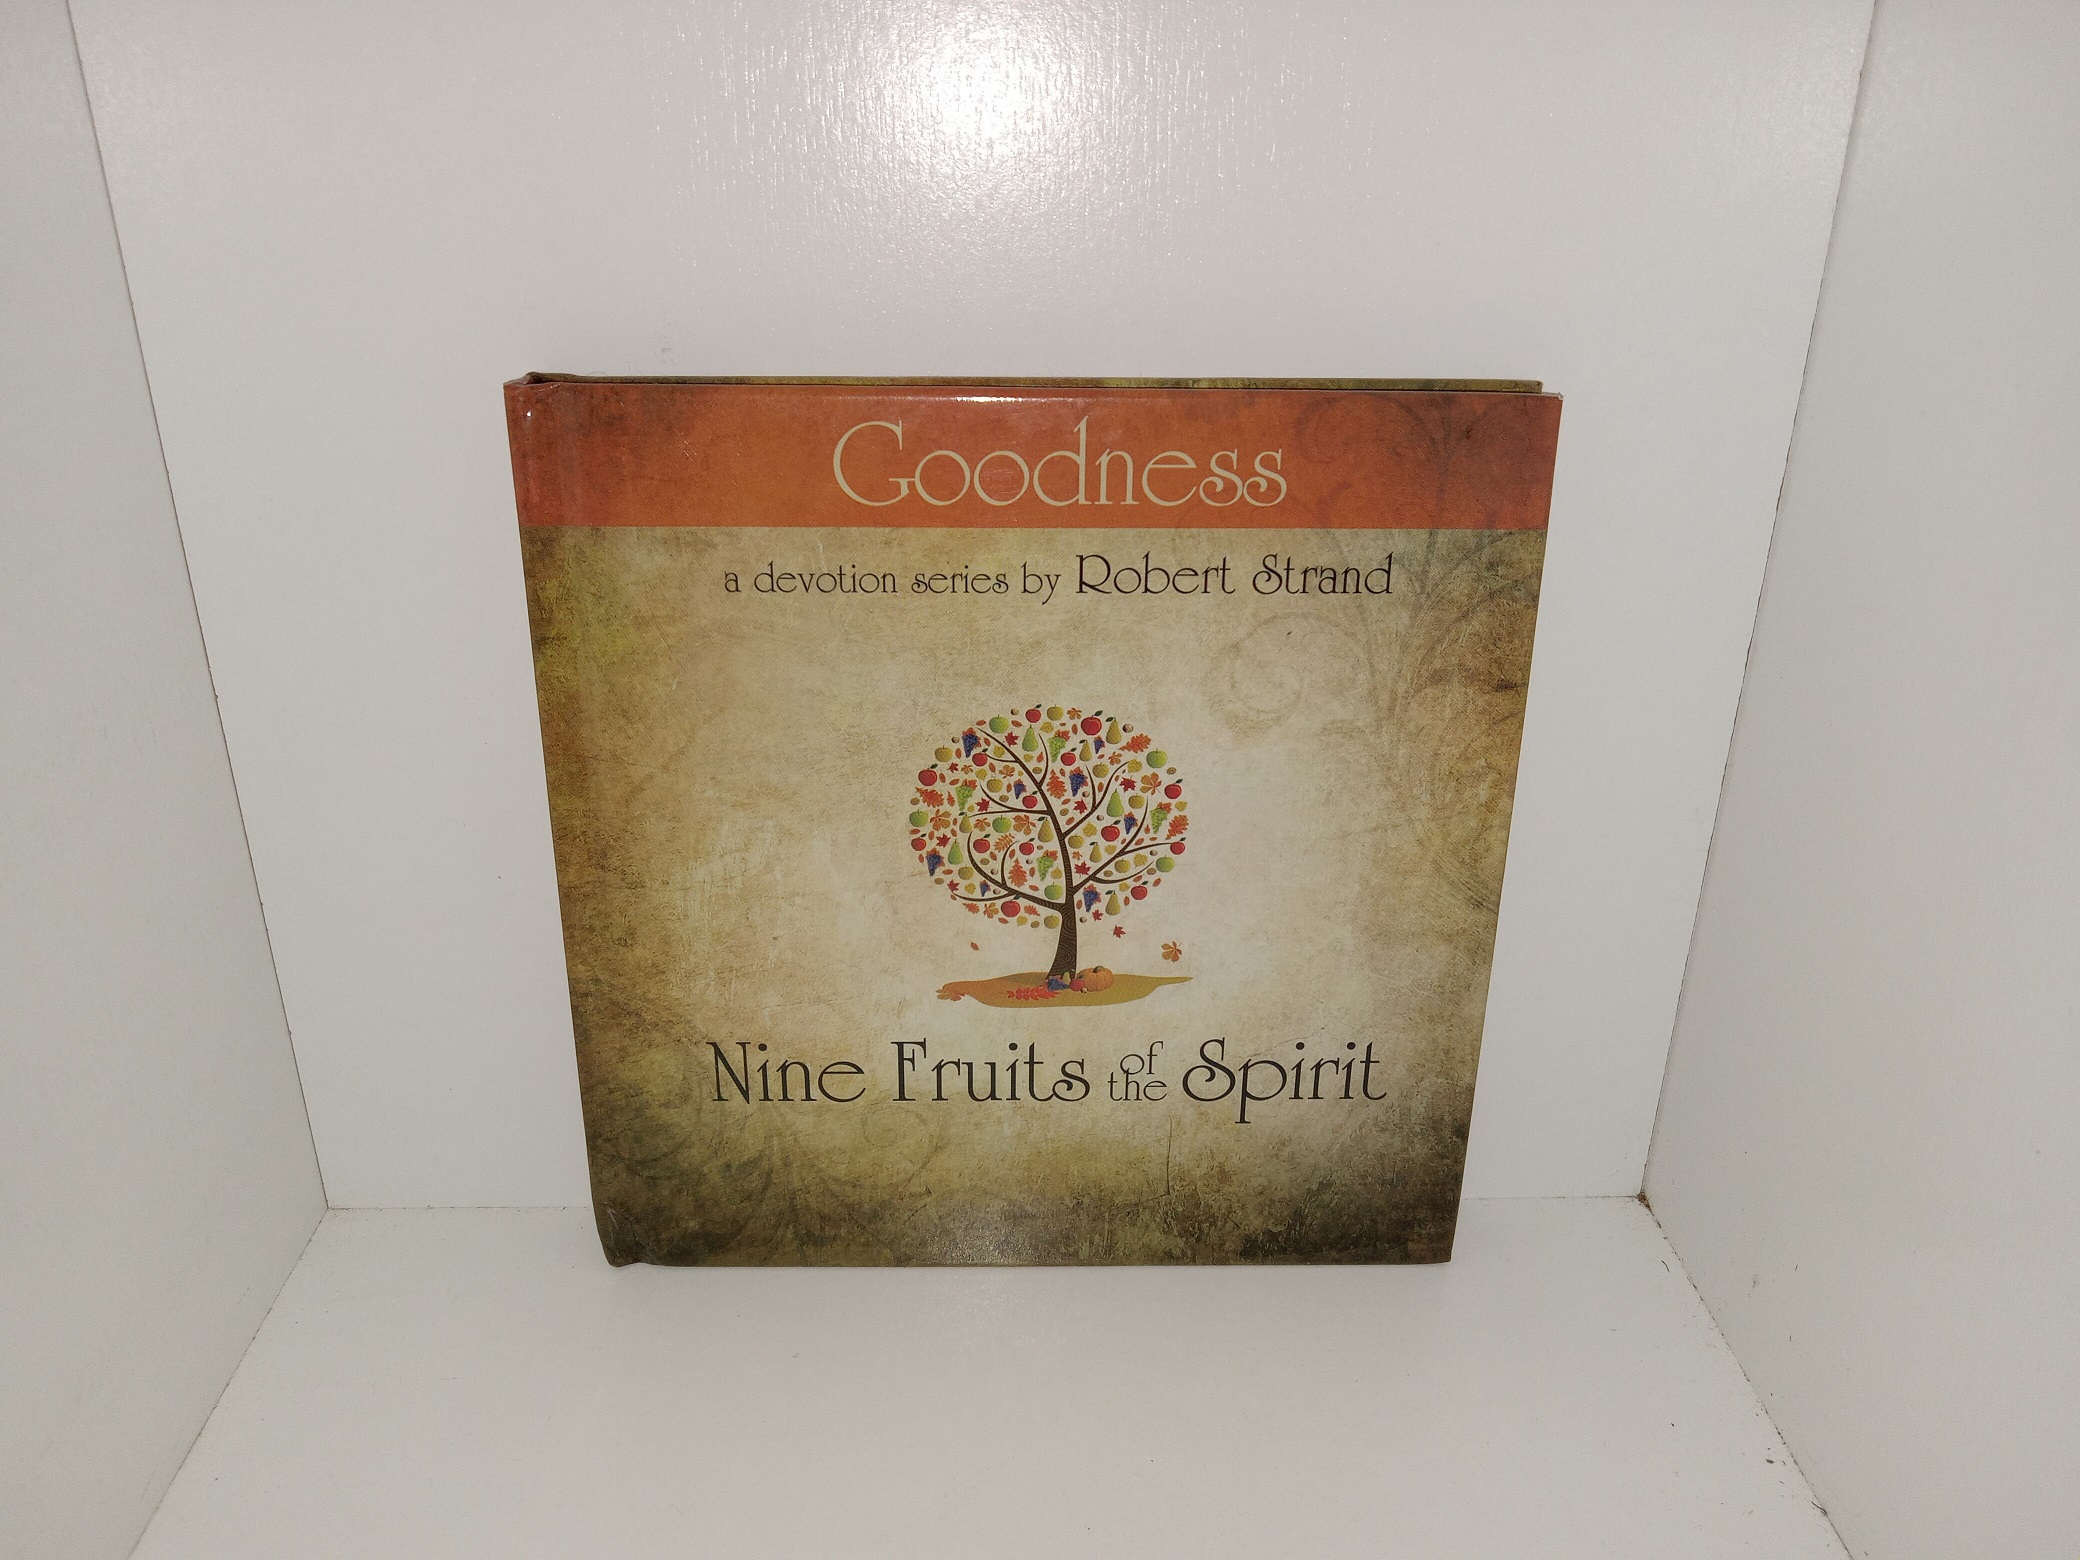 Goodness
a devotion series by Robert Strand
Nine Fruits of the Spirit